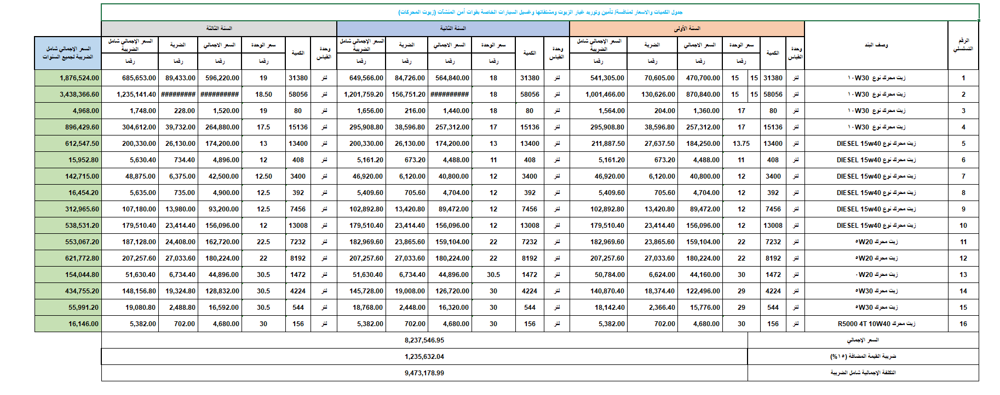 جدول الكميات والاسعار لمنافسة/ تأمين وتوريد غيار الزيوت ومشتقاتها وغسيل السيارات الخاصة بقوات أمن المنشآت (زيوت المحركات)
السنة الأولى السنة الثانية السنة الثالثة
الرقم التسلسلي وصف البند وحدة القياس الكمية سعر الوحدة السعر الاجمالي الضريبة السعر الإجمالي شامل الضريبة وحدة القياس الكمية سعر الوحدة السعر الاجمالي الضريبة السعر الإجمالي شامل الضريبة وحدة القياس الكمية سعر الوحدة السعر الاجمالي الضريبة السعر الإجمالي شامل الضريبة السعر الإجمالي شامل الضريبة لجميع السنوات
رقما رقما رقما رقما رقما رقما رقما رقما رقما رقما رقما رقما
1 زيت محرك نوع ١٠W30 لتر 31380 15 15 470,700.00 70,605.00 541,305.00 لتر 31380 18 564,840.00 84,726.00 649,566.00 لتر 31380 19 596,220.00 89,433.00 685,653.00 1,876,524.00
2 زيت محرك نوع ١٠W30 لتر 58056 15 15 870,840.00 130,626.00 1,001,466.00 لتر 58056 18 ########## 156,751.20 1,201,759.20 لتر 58056 18.50 ########## ######### 1,235,141.40 3,438,366.60
3 زيت محرك نوع ١٠W30 لتر 80 17 1,360.00 204.00 1,564.00 لتر 80 18 1,440.00 216.00 1,656.00 لتر 80 19 1,520.00 228.00 1,748.00 4,968.00
4 زيت محرك نوع ١٠W30 لتر 15136 17 257,312.00 38,596.80 295,908.80 لتر 15136 17 257,312.00 38,596.80 295,908.80 لتر 15136 17.5 264,880.00 39,732.00 304,612.00 896,429.60
5 زيت محرك نوع DIESEL 15w40 لتر 13400 13.75 184,250.00 27,637.50 211,887.50 لتر 13400 13 174,200.00 26,130.00 200,330.00 لتر 13400 13 174,200.00 26,130.00 200,330.00 612,547.50
6 زيت محرك نوع DIESEL 15w40 لتر 408 11 4,488.00 673.20 5,161.20 لتر 408 11 4,488.00 673.20 5,161.20 لتر 408 12 4,896.00 734.40 5,630.40 15,952.80
7 زيت محرك نوع DIESEL 15w40 لتر 3400 12 40,800.00 6,120.00 46,920.00 لتر 3400 12 40,800.00 6,120.00 46,920.00 لتر 3400 12.50 42,500.00 6,375.00 48,875.00 142,715.00
8 زيت محرك نوع DIESEL 15w40 لتر 392 12 4,704.00 705.60 5,409.60 لتر 392 12 4,704.00 705.60 5,409.60 لتر 392 12.5 4,900.00 735.00 5,635.00 16,454.20
9 زيت محرك نوع DIESEL 15w40 لتر 7456 12 89,472.00 13,420.80 102,892.80 لتر 7456 12 89,472.00 13,420.80 102,892.80 لتر 7456 12.5 93,200.00 13,980.00 107,180.00 312,965.60
10 زيت محرك نوع DIESEL 15w40 لتر 13008 12 156,096.00 23,414.40 179,510.40 لتر 13008 12 156,096.00 23,414.40 179,510.40 لتر 13008 12 156,096.00 23,414.40 179,510.40 538,531.20
11 زيت محرك ٥W20 لتر 7232 22 159,104.00 23,865.60 182,969.60 لتر 7232 22 159,104.00 23,865.60 182,969.60 لتر 7232 22.5 162,720.00 24,408.00 187,128.00 553,067.20
12 زيت محرك ٥W20 لتر 8192 22 180,224.00 27,033.60 207,257.60 لتر 8192 22 180,224.00 27,033.60 207,257.60 لتر 8192 22 180,224.00 27,033.60 207,257.60 621,772.80
13 زيت محرك ٠W20 لتر 1472 30 44,160.00 6,624.00 50,784.00 لتر 1472 30.5 44,896.00 6,734.40 51,630.40 لتر 1472 30.5 44,896.00 6,734.40 51,630.40 154,044.80
14 زيت محرك ٥W30 لتر 4224 29 122,496.00 18,374.40 140,870.40 لتر 4224 30 126,720.00 19,008.00 145,728.00 لتر 4224 30.5 128,832.00 19,324.80 148,156.80 434,755.20
15 زيت محرك ٥W30 لتر 544 29 15,776.00 2,366.40 18,142.40 لتر 544 30 16,320.00 2,448.00 18,768.00 لتر 544 30.5 16,592.00 2,488.80 19,080.80 55,991.20
16 زيت محرك R5000 4T 10W40 لتر 156 30 4,680.00 702.00 5,382.00 لتر 156 30 4,680.00 702.00 5,382.00 لتر 156 30 4,680.00 702.00 5,382.00 16,146.00
السعر الإجمالي 8,237,546.95
ضريبة القيمة المضافة (١٥%) 1,235,632.04
التكلفة الإجمالية شامل الضريبة 9,473,178.99